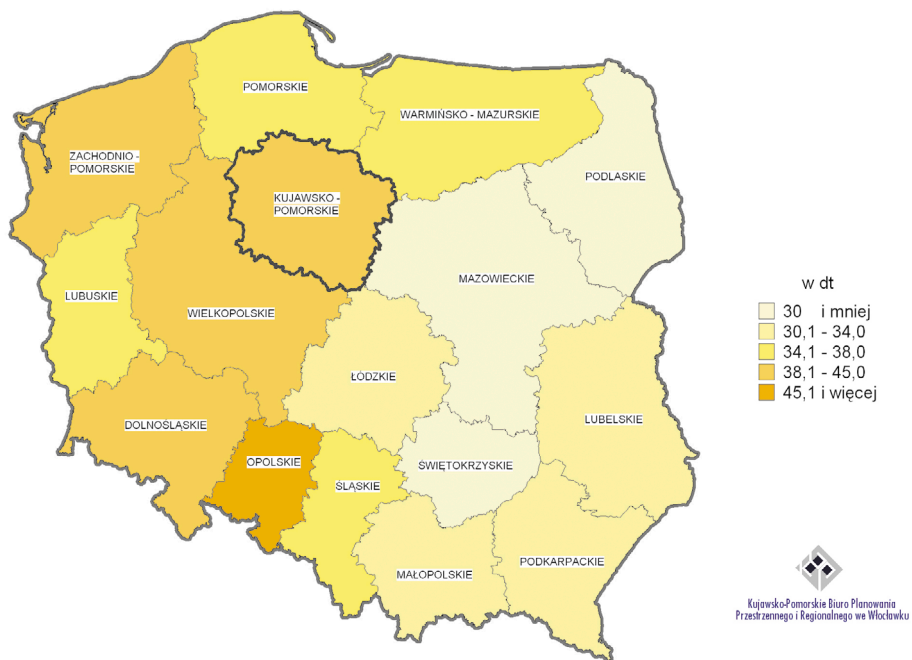 POMORSKIE
WARMIŃSKO - MAZURSKIE
ZACHODNIO -
POMORSKIE
PODLASKIE
KUJAWSKO -
POMORSKIE
MAZOWIECKIE
LUBUSKIE
WIELKOPOLSKIE
ŁÓDZKIE
LUBELSKIE
DOLNOŚLĄSKIE
OPOLSKIE
ŚLĄSKIE
ŚWIĘTOKRZYSKIE
MAŁOPOLSKIE
PODKARPACKIE
w dt
30 i mniej
30,1 - 34,0
34,1 - 38,0
38,1 - 45,0
45,1 i więcej
Kujawsko-Pomorskie Biuro Planowania
Przestrzennego i Regionalnego we Włocławku